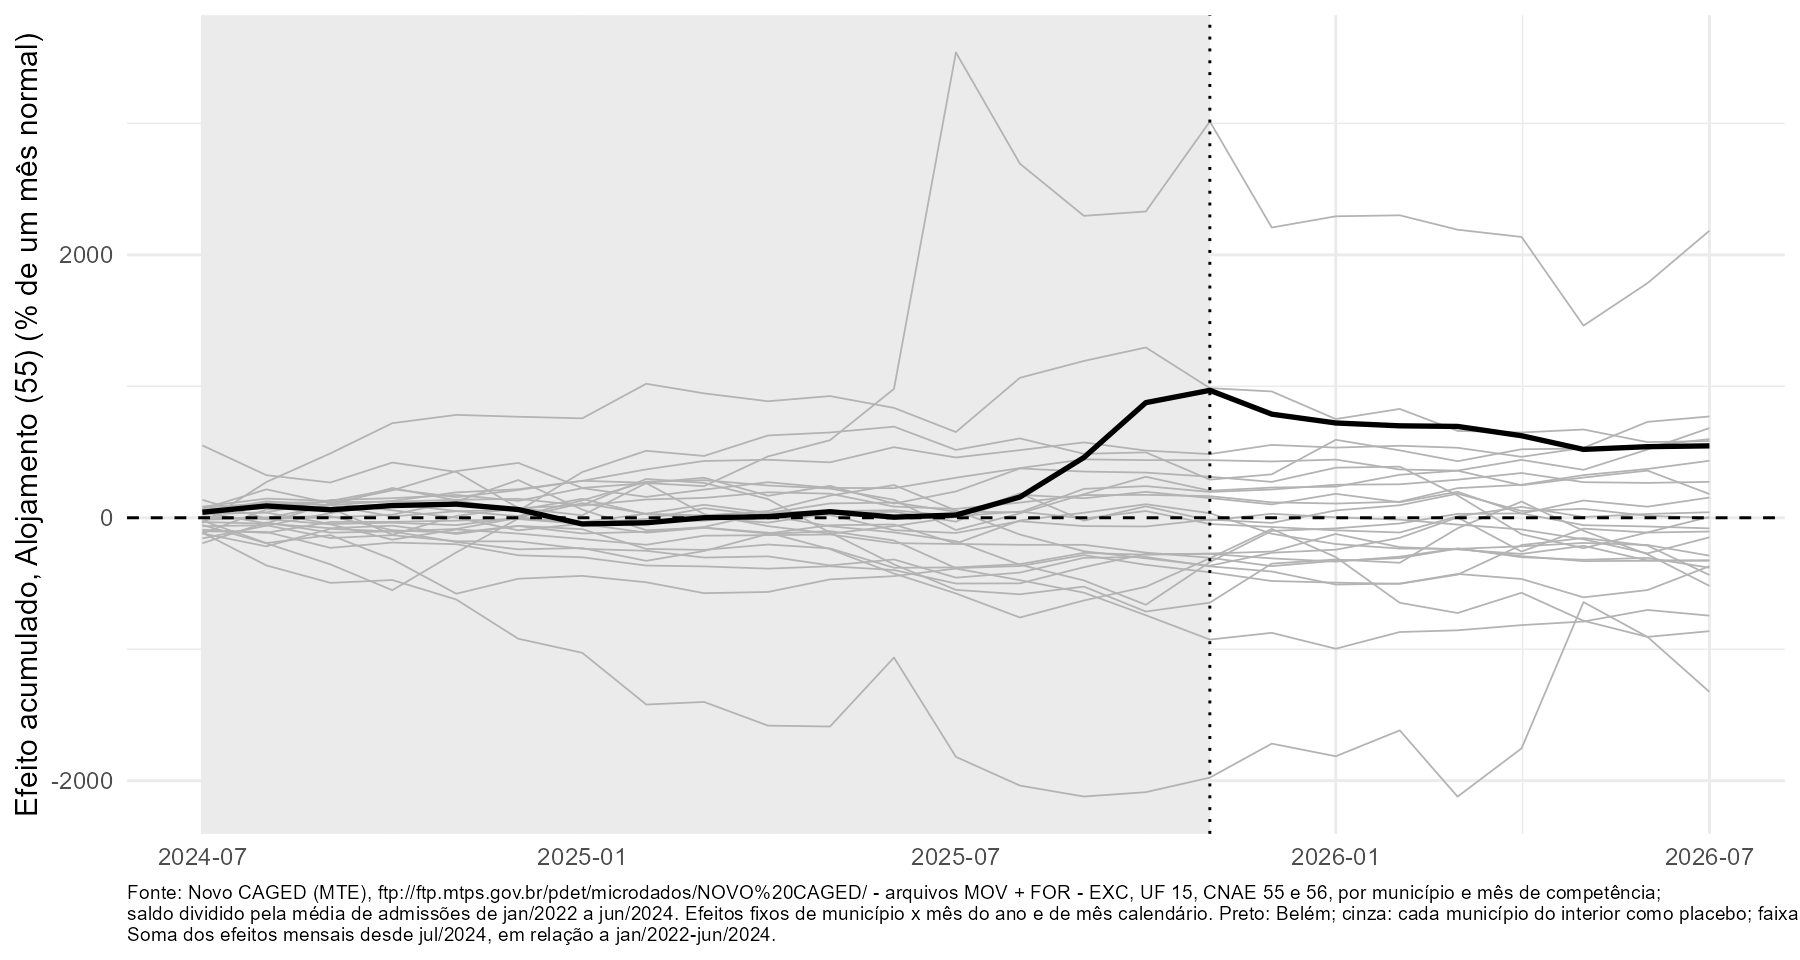 Efeito acumulado, Alojamento (55) (% de um mês normal)
2000
0
-2000
2024-07
2025-01
2025-07
2026-01
2026-07
Fonte: Novo CAGED (MTE), ftp://ftp.mtps.gov.br/pdet/microdados/NOVO%20CAGED/ - arquivos MOV + FOR - EXC, UF 15, CNAE 55 e 56, por município e mês de competência;
saldo dividido pela média de admissões de jan/2022 a jun/2024. Efeitos fixos de município x mês do ano e de mês calendário. Preto: Belém; cinza: cada município do interior como placebo; faixa
Soma dos efeitos mensais desde jul/2024, em relação a jan/2022-jun/2024.